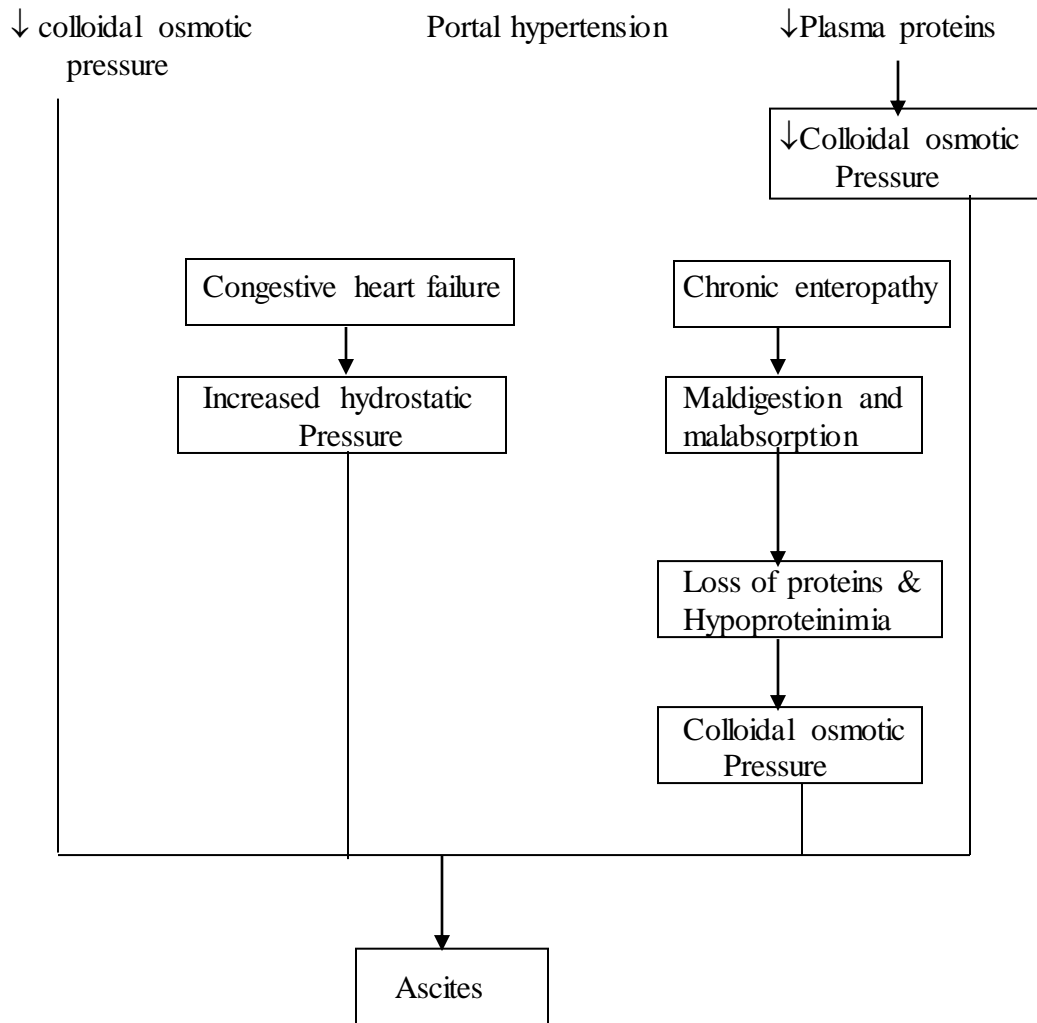 ↓ colloidal osmotic
pressure
Portal hypertension
↓Plasma proteins
↓Colloidal osmotic
Pressure
Congestive heart failure
Increased hydrostatic
Pressure
Chronic enteropathy
Maldigestion and
malabsorption
Loss of proteins &
Hypoproteinimia
Colloidal osmotic
Pressure
Ascites